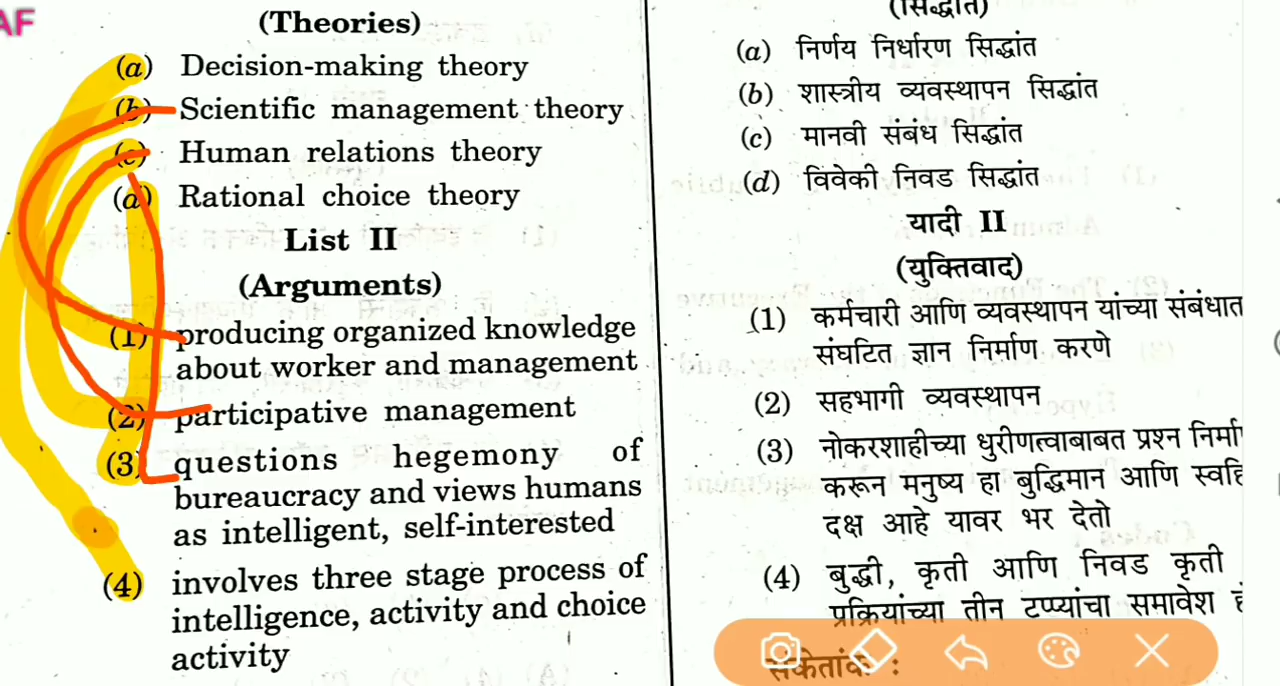 AF
(Theories)
(a) Decision-making theory
(b) Scientific management theory
(c) Human relations theory
(d) Rational choice theory
List II
(Arguments)
(1) producing organized knowledge
about worker and management
(2) participative management
(3) questions hegemony of
bureaucracy and views humans
as intelligent, self-interested
(4) involves three stage process of
intelligence, activity and choice
activity
(सिद्धांत)
(a) निर्णय निर्धारण सिद्धांत
(b) शास्त्रीय व्यवस्थापन सिद्धांत
(c) मानवी संबंध सिद्धांत
(d) विवेकी निवड सिद्धांत
यादी II
(युक्तिवाद)
(1) कर्मचारी आणि व्यवस्थापन यांच्या संबंधात
संघटित ज्ञान निर्माण करणे
(2) सहभागी व्यवस्थापन
(3) नोकरशाहीच्या धुरीणत्वाबाबत प्रश्न
करून मनुष्य हा बुद्धिमान आणि
दक्ष आहे यावर भर देतो
(4) बुद्धी, कृती आणि निवड कृती
प्रक्रियांच्या तीन टप्प्यांचा समावेश
संकेतांक :